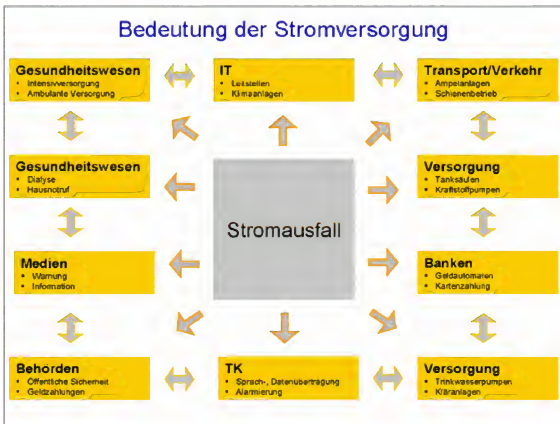 Bedeutung der Stromversorgung
Gesundheitswesen
• Intensivversorgung
• Ambulante Versorgung
IT
• Leitstellen
• Klimaanlagen
Transport/Verkehr
• Ampelanlagen
• Schienenbetrieb
Gesundheitswesen
• Dialyse
• Hausnotruf
Stromausfall
Versorgung
• Tanksäulen
• Kraftstoffpumpen
Medien
• Warnung
• Information
Banken
• Geldautomaten
• Kartenzahlung
Behörden
• Öffentliche Sicherheit
• Geldzahlungen
TK
• Sprach-, Datenübertragung
• Alarmierung
Versorgung
• Trinkwasserpumpen
• Kläranlagen